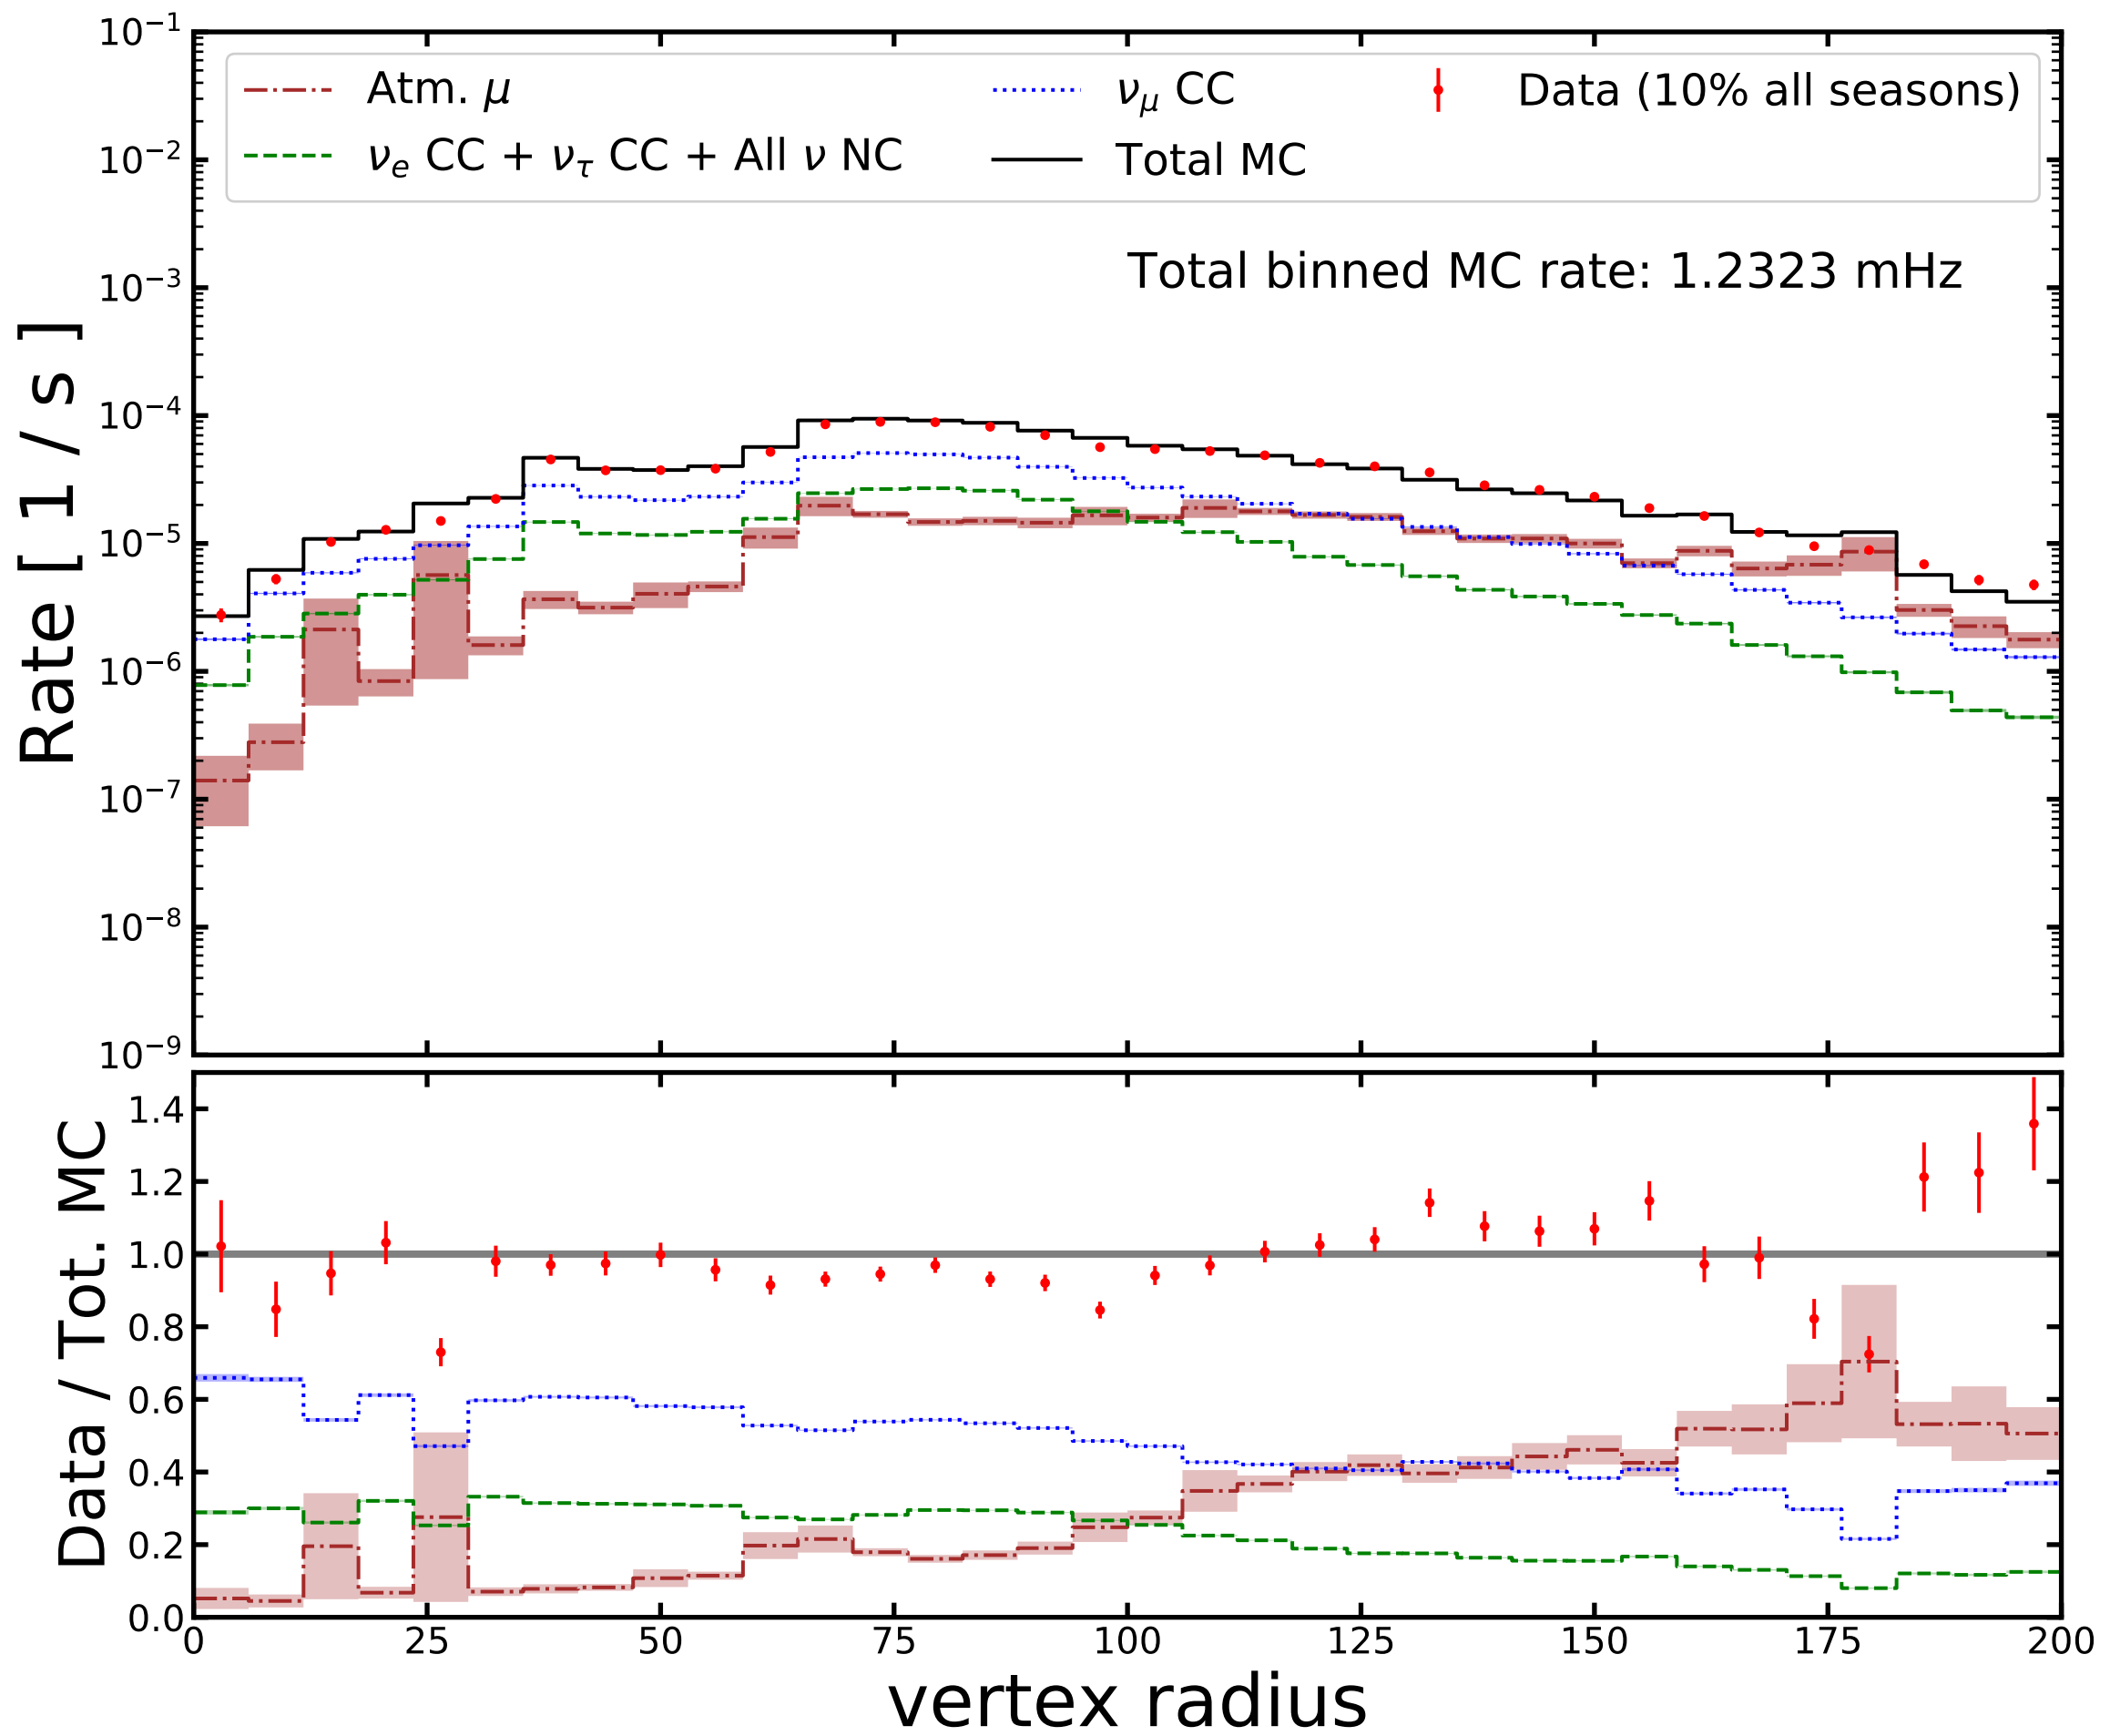 Rate [ 1 / s ]
10⁻¹
10⁻²
10⁻³
10⁻⁴
10⁻⁵
10⁻⁶
10⁻⁷
10⁻⁸
10⁻⁹
Atm. μ
νₑ CC + ν_τ CC + All ν NC
ν_μ CC
Total MC
Data (10% all seasons)
Total binned MC rate: 1.2323 mHz
Data / Tot. MC
1.4
1.2
1.0
0.8
0.6
0.4
0.2
0.0
0 25 50 75 100 125 150 175 200
vertex radius